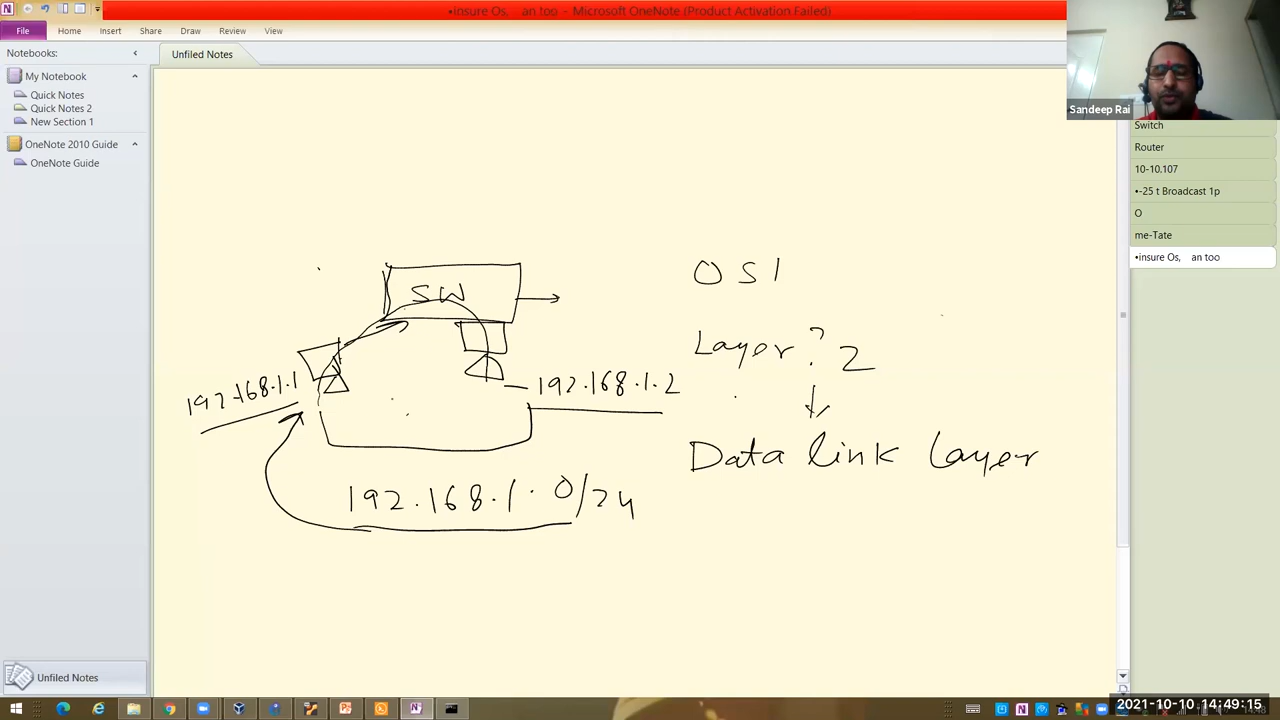 •insure Os, an too - Microsoft OneNote (Product Activation Failed)
File Home Insert Share Draw Review View
Notebooks:
Unfiled Notes
My Notebook
Quick Notes
Quick Notes 2
New Section 1
OneNote 2010 Guide
OneNote Guide
Sandeep Rai
Switch
Router
10-10.107
•-25 t Broadcast 1p
O
me-Tate
•insure Os, an too
SW
OSI
Layer ? 2
192.168.1.1
192.168.1.2
Data link Layer
192.168.1.0/24
Unfiled Notes
2021-10-10 14:49:15